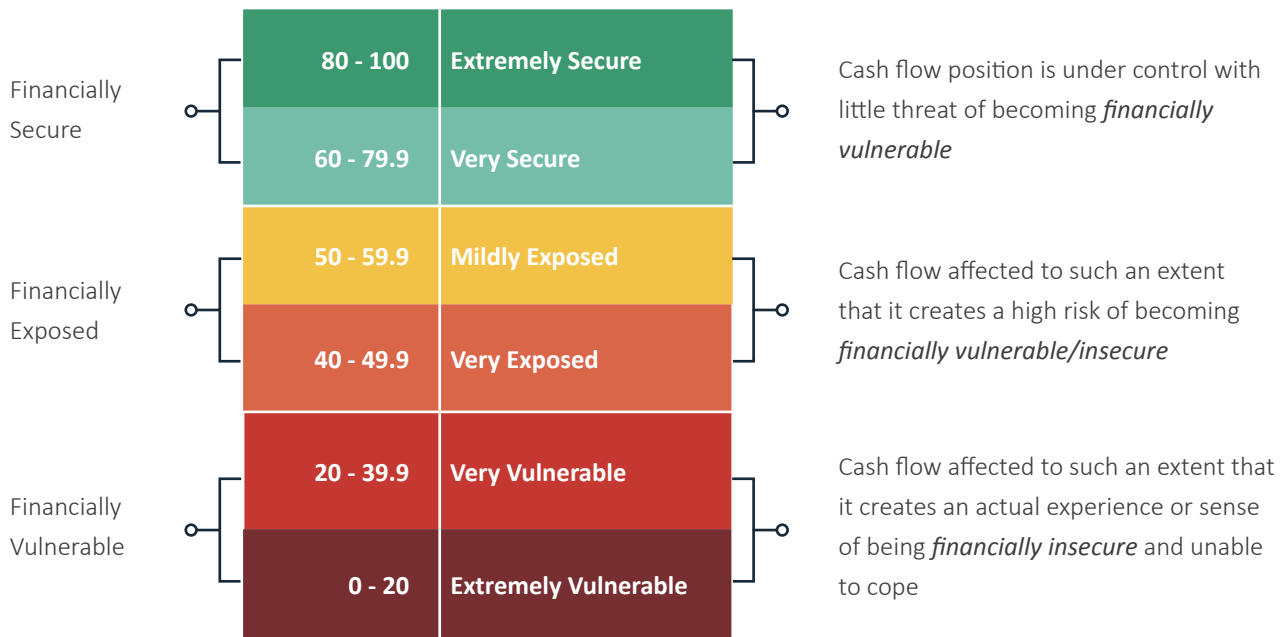 Financially
Secure
80 - 100 Extremely Secure
60 - 79.9 Very Secure
Cash flow position is under control with
little threat of becoming financially
vulnerable
Financially
Exposed
50 - 59.9 Mildly Exposed
40 - 49.9 Very Exposed
Cash flow affected to such an extent
that it creates a high risk of becoming
financially vulnerable/insecure
Financially
Vulnerable
20 - 39.9 Very Vulnerable
0 - 20 Extremely Vulnerable
Cash flow affected to such an extent that
it creates an actual experience or sense
of being financially insecure and unable
to cope